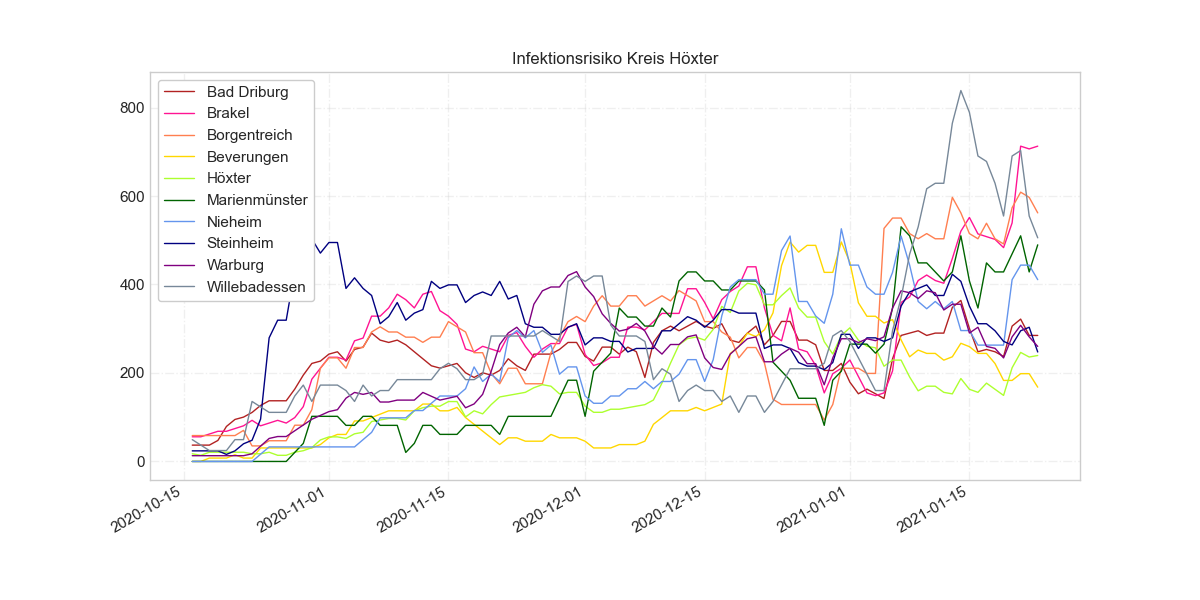 Infektionsrisiko Kreis Höxter
Bad Driburg
Brakel
Borgentreich
Beverungen
Höxter
Marienmünster
Nieheim
Steinheim
Warburg
Willebadessen
800
600
400
200
0
2020-10-15
2020-11-01
2020-11-15
2020-12-01
2020-12-15
2021-01-01
2021-01-15